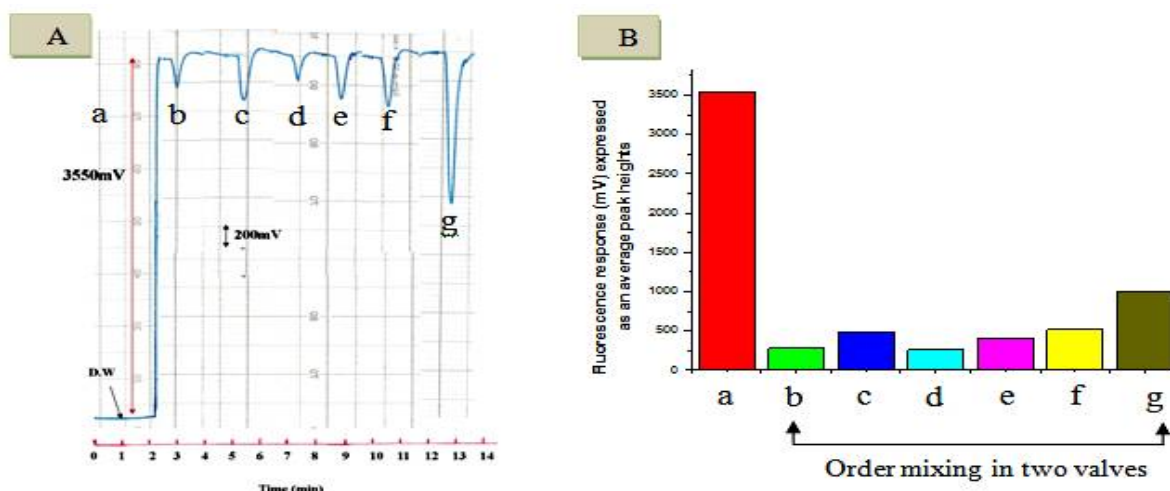 A
a
b
c
d
e
f
g
3550mV
200mV
D.W
0 1 2 3 4 5 6 7 8 9 10 11 12 13 14
Time (min)
B
Fluorescence response (mV) expressed
as an average peak heights
3500
3000
2500
2000
1500
1000
500
0
a b c d e f g
Order mixing in two valves